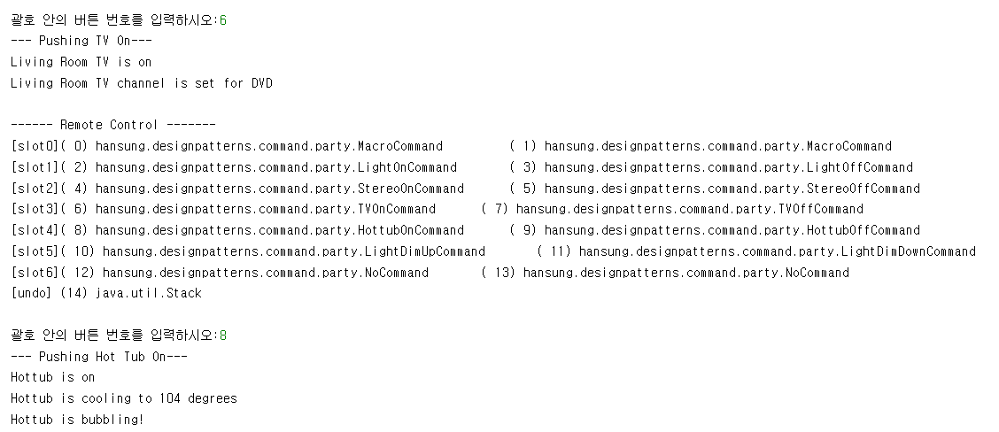 괄호 안의 버튼 번호를 입력하시오:6
--- Pushing TV On---
Living Room TV is on
Living Room TV channel is set for DVD
------ Remote Control -------
[slot0]( 0) hansung.designpatterns.command.party.MacroCommand ( 1) hansung.designpatterns.command.party.MacroCommand
[slot1]( 2) hansung.designpatterns.command.party.LightOnCommand ( 3) hansung.designpatterns.command.party.LightOffCommand
[slot2]( 4) hansung.designpatterns.command.party.StereoOnCommand ( 5) hansung.designpatterns.command.party.StereoOffCommand
[slot3]( 6) hansung.designpatterns.command.party.TVOnCommand ( 7) hansung.designpatterns.command.party.TVOffCommand
[slot4]( 8) hansung.designpatterns.command.party.HottubOnCommand ( 9) hansung.designpatterns.command.party.HottubOffCommand
[slot5]( 10) hansung.designpatterns.command.party.LightDimUpCommand ( 11) hansung.designpatterns.command.party.LightDimDownCommand
[slot6]( 12) hansung.designpatterns.command.party.NoCommand ( 13) hansung.designpatterns.command.party.NoCommand
[undo] (14) java.util.Stack
괄호 안의 버튼 번호를 입력하시오:8
--- Pushing Hot Tub On---
Hottub is on
Hottub is cooling to 104 degrees
Hottub is bubbling!